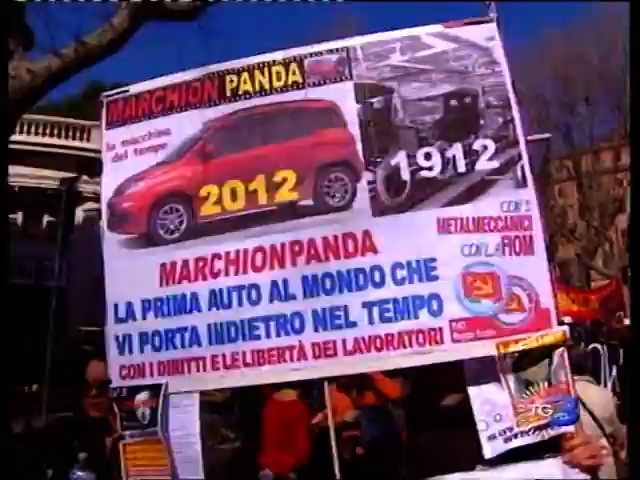 MARCHION PANDA
la macchina
del tempo
2012
1912
CON I
METALMECCANICI
CON LA FIOM
MARCHIONPANDA
LA PRIMA AUTO AL MONDO CHE
VI PORTA INDIETRO NEL TEMPO
CON I DIRITTI E LE LIBERTÀ DEI LAVORATORI
TG